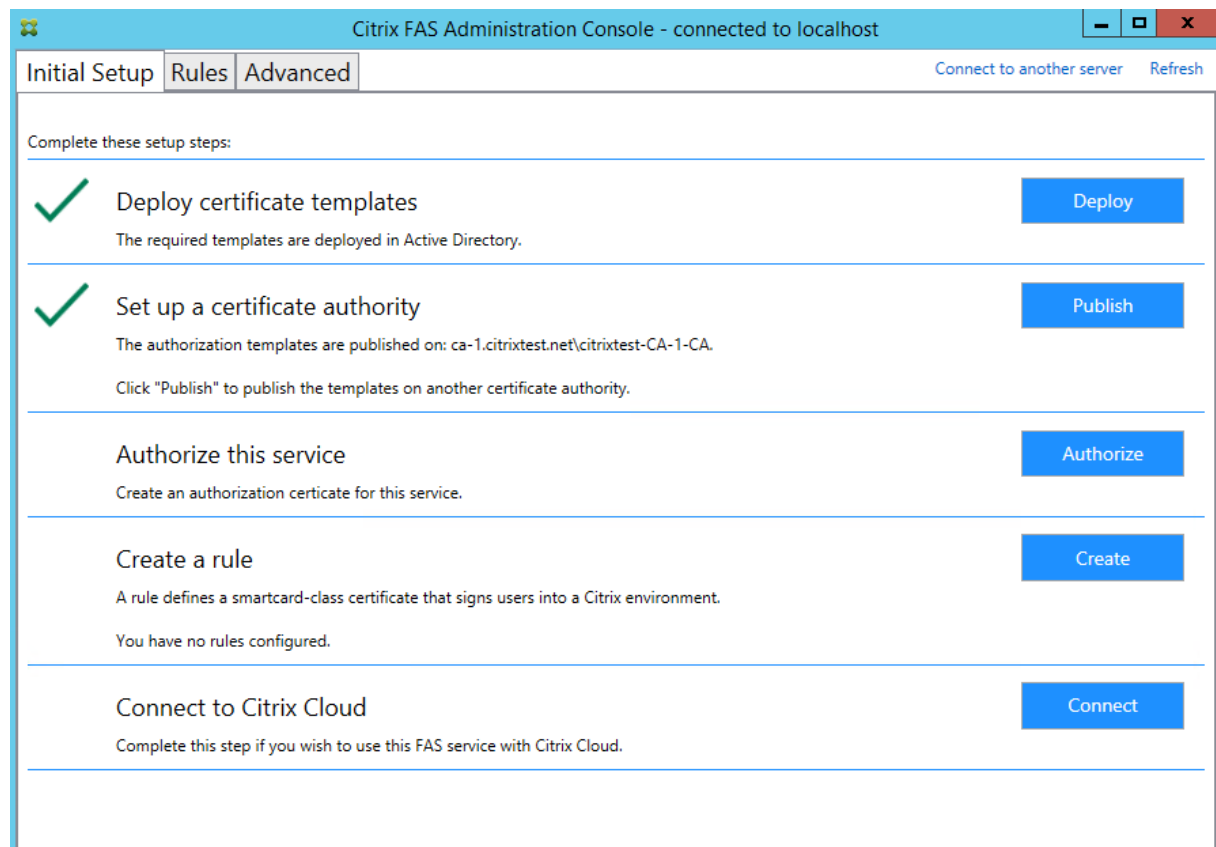 Citrix FAS Administration Console - connected to localhost
Initial Setup Rules Advanced Connect to another server Refresh
Complete these setup steps:
Deploy certificate templates Deploy
The required templates are deployed in Active Directory.
Set up a certificate authority Publish
The authorization templates are published on: ca-1.citrixtest.net\citrixtest-CA-1-CA.
Click "Publish" to publish the templates on another certificate authority.
Authorize this service Authorize
Create an authorization certicate for this service.
Create a rule Create
A rule defines a smartcard-class certificate that signs users into a Citrix environment.
You have no rules configured.
Connect to Citrix Cloud Connect
Complete this step if you wish to use this FAS service with Citrix Cloud.